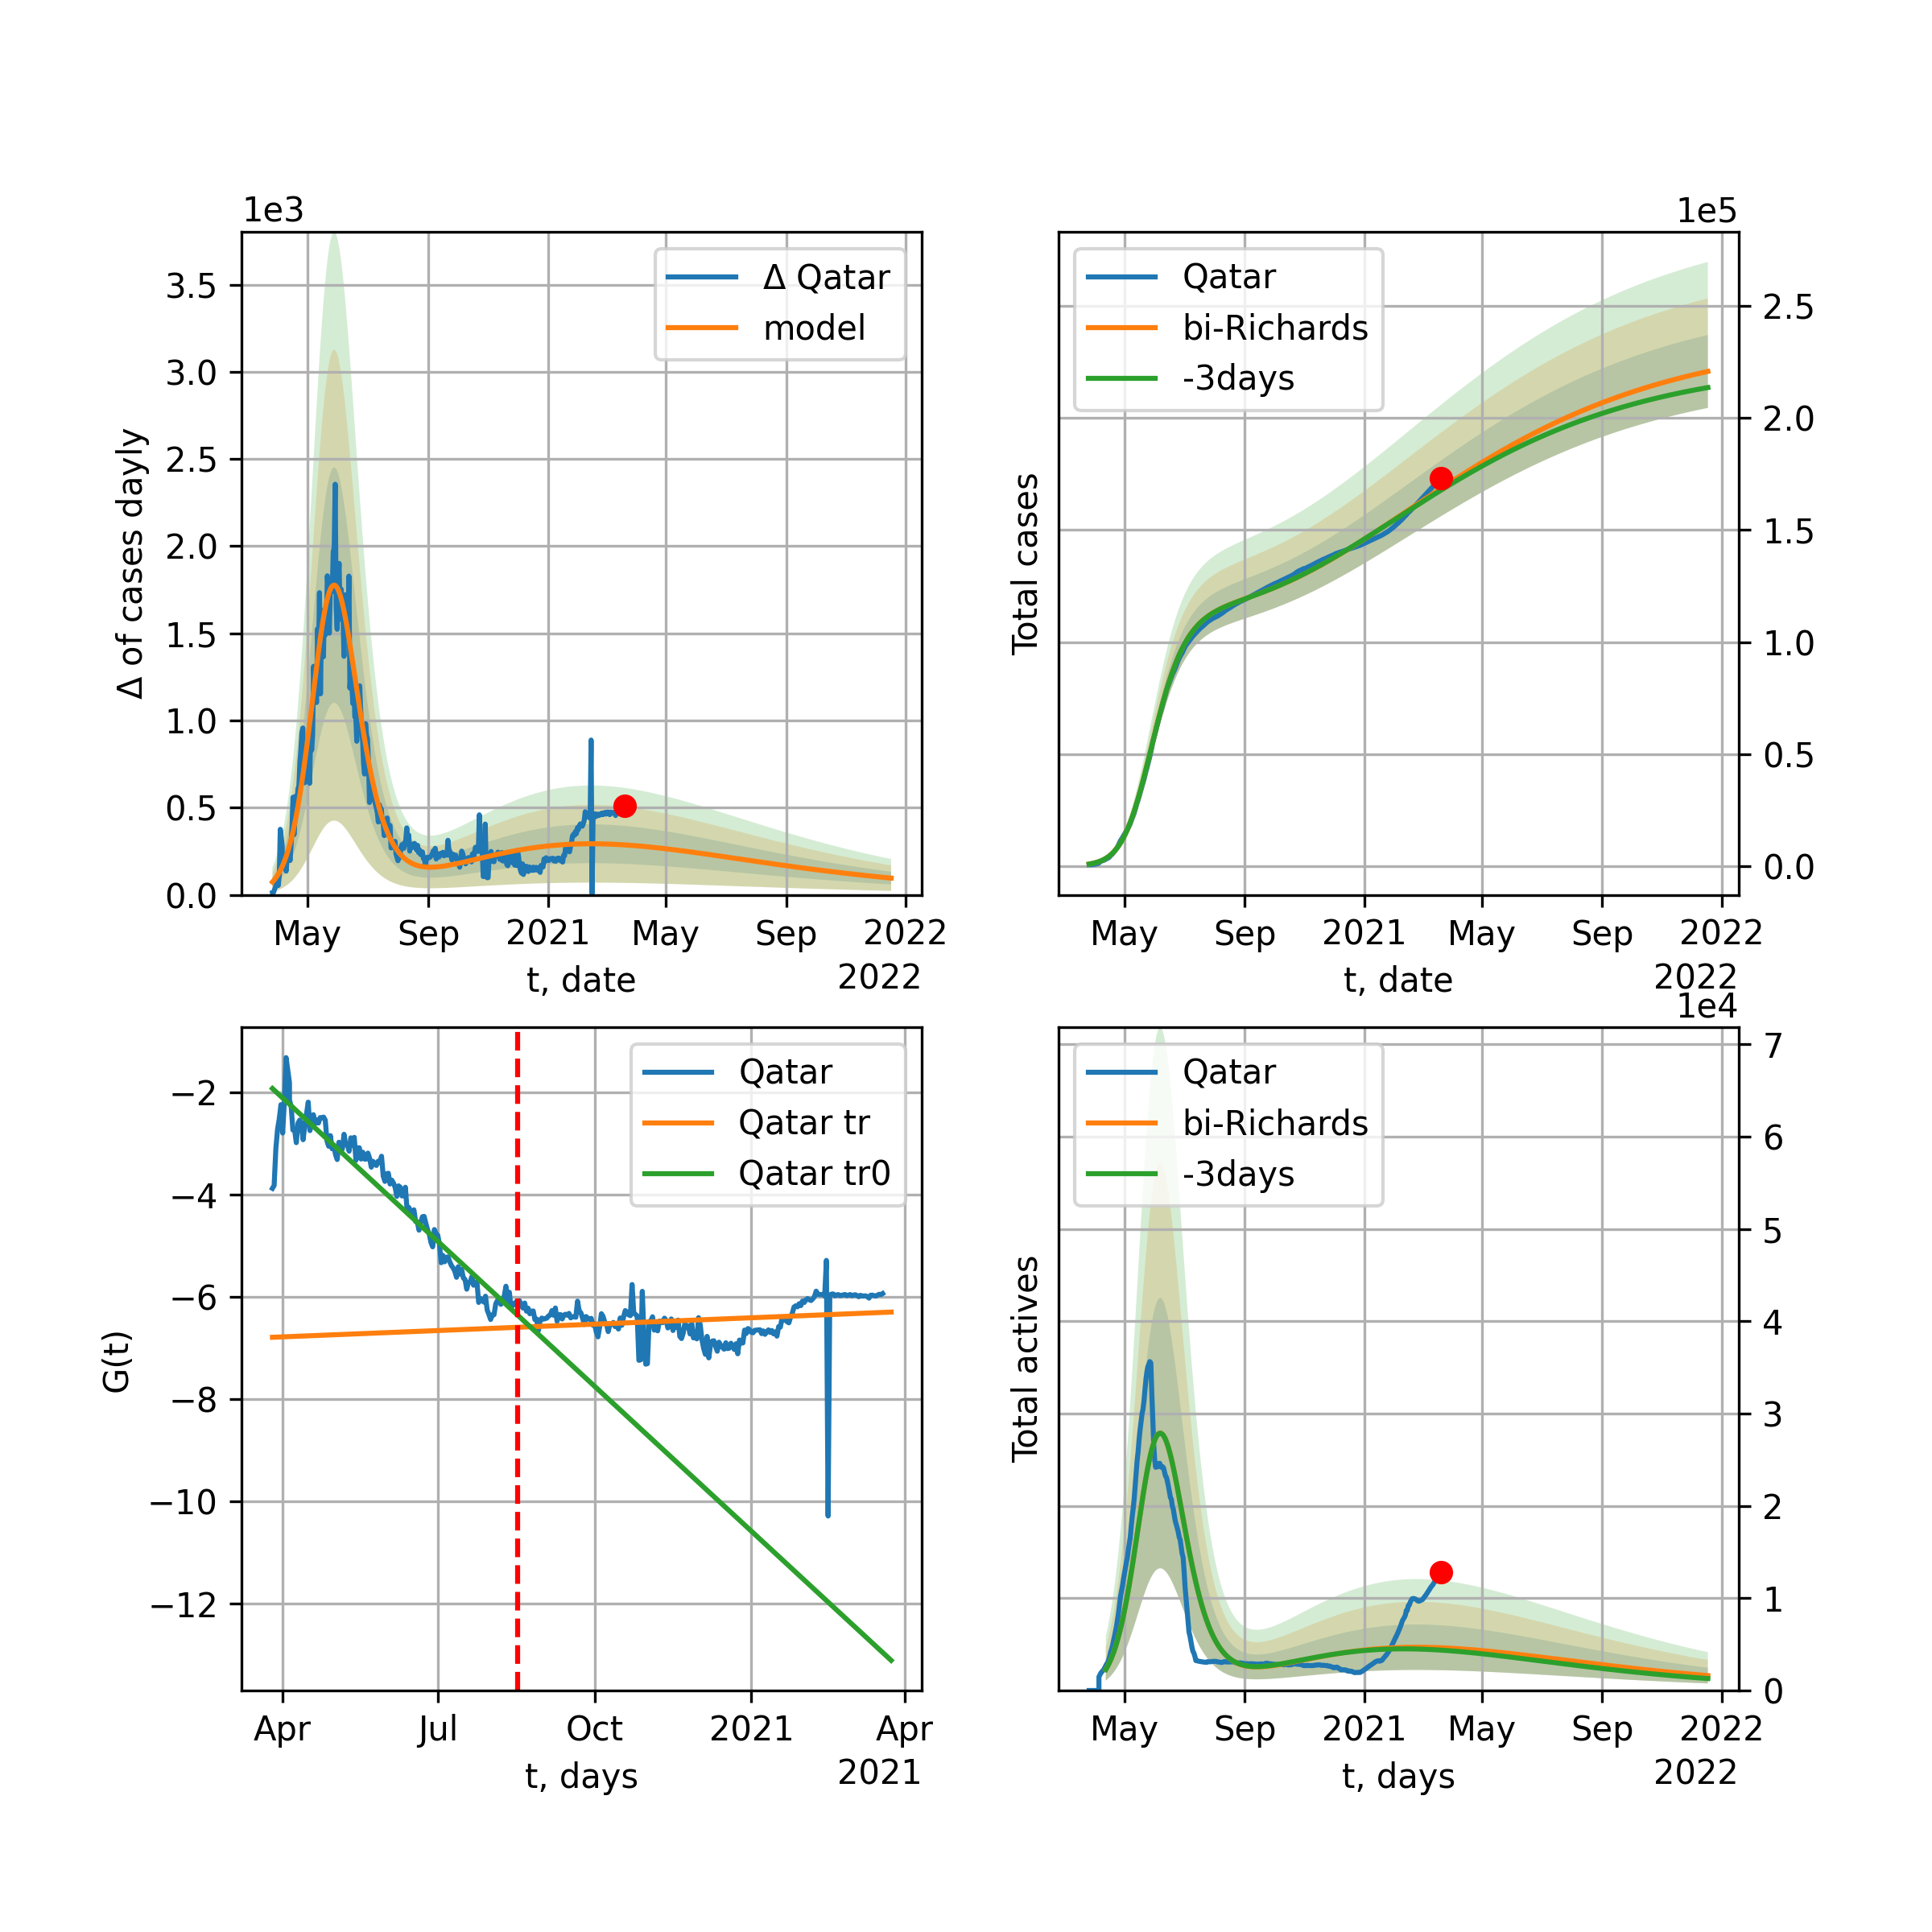 1e3
3.5
3.0
2.5
2.0
1.5
1.0
0.5
0.0
Δ of cases dayly
Δ Qatar
model
May Sep 2021 May Sep 2022
t, date
2022
1e5
Total cases
Qatar
bi-Richards
-3days
2.5
2.0
1.5
1.0
0.5
0.0
May Sep 2021 May Sep 2022
t, date
2022
−2
−4
−6
−8
−10
−12
G(t)
Qatar
Qatar tr
Qatar tr0
Apr Jul Oct 2021 Apr
t, days
2021
1e4
Total actives
Qatar
bi-Richards
-3days
7
6
5
4
3
2
1
0
May Sep 2021 May Sep 2022
t, days
2022